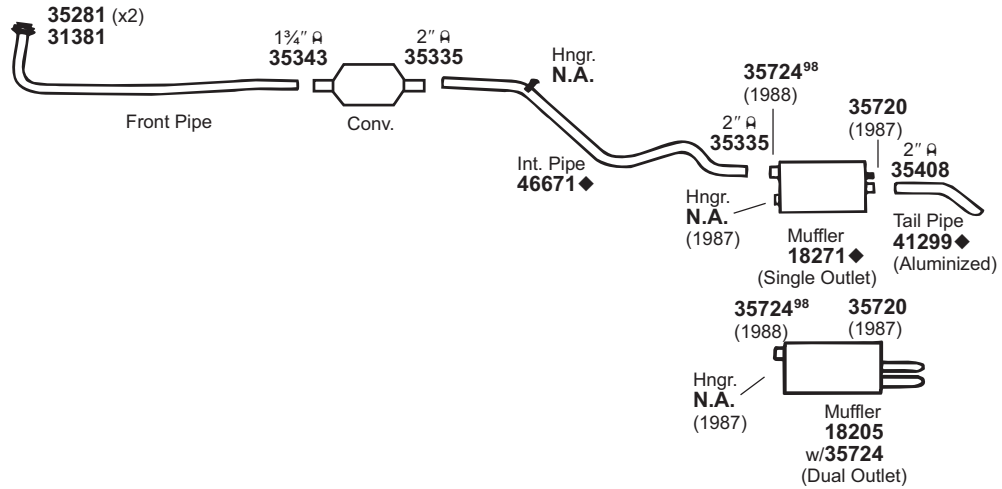 35281 (x2)
31381
1¾″
35343
2″
35335
Front Pipe
Conv.
Hngr.
N.A.
Int. Pipe
46671◆
35724⁹⁸
(1988)
2″
35335
35720
(1987)
2″
35408
Hngr.
N.A.
(1987)
Muffler
18271◆
(Single Outlet)
Tail Pipe
41299◆
(Aluminized)
35724⁹⁸
(1988)
35720
(1987)
Hngr.
N.A.
(1987)
Muffler
18205
w/35724
(Dual Outlet)